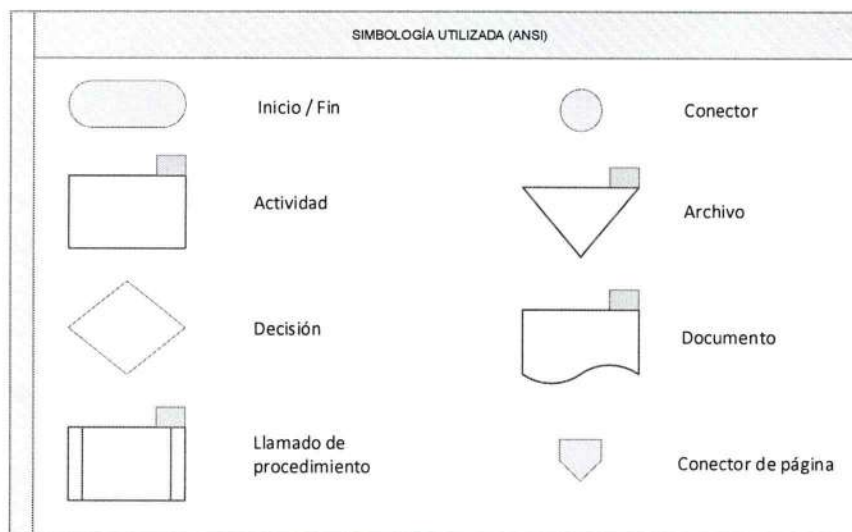 SIMBOLOGÍA UTILIZADA (ANSI)
Inicio / Fin
Conector
Actividad
Archivo
Decisión
Documento
Llamado de
procedimiento
Conector de página